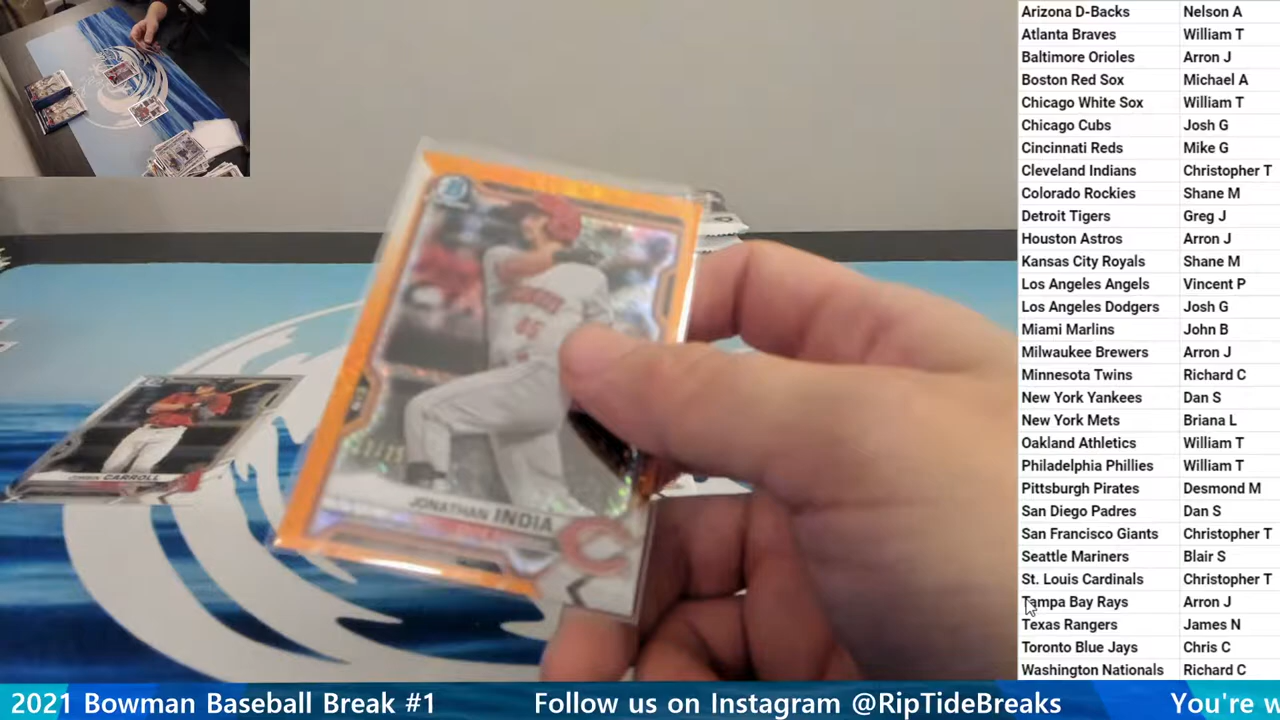 Arizona D-Backs Nelson A
Atlanta Braves William T
Baltimore Orioles Arron J
Boston Red Sox Michael A
Chicago White Sox William T
Chicago Cubs Josh G
Cincinnati Reds Mike G
Cleveland Indians Christopher T
Colorado Rockies Shane M
Detroit Tigers Greg J
Houston Astros Arron J
Kansas City Royals Shane M
Los Angeles Angels Vincent P
Los Angeles Dodgers Josh G
Miami Marlins John B
Milwaukee Brewers Arron J
Minnesota Twins Richard C
New York Yankees Dan S
New York Mets Briana L
Oakland Athletics William T
Philadelphia Phillies William T
Pittsburgh Pirates Desmond M
San Diego Padres Dan S
San Francisco Giants Christopher T
Seattle Mariners Blair S
St. Louis Cardinals Christopher T
Tampa Bay Rays Arron J
Texas Rangers James N
Toronto Blue Jays Chris C
Washington Nationals Richard C
CARROLL
JONATHAN INDIA
2021 Bowman Baseball Break #1 Follow us on Instagram @RipTideBreaks You're w